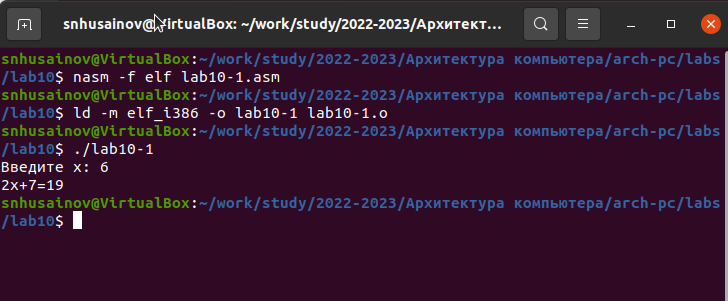 snhusainov@VirtualBox: ~/work/study/2022-2023/Архитект...
snhusainov@VirtualBox:~/work/study/2022-2023/Архитектура компьютера/arch-pc/labs
/lab10$ nasm -f elf lab10-1.asm
snhusainov@VirtualBox:~/work/study/2022-2023/Архитектура компьютера/arch-pc/labs
/lab10$ ld -m elf_i386 -o lab10-1 lab10-1.o
snhusainov@VirtualBox:~/work/study/2022-2023/Архитектура компьютера/arch-pc/labs
/lab10$ ./lab10-1
Введите x: 6
2x+7=19
snhusainov@VirtualBox:~/work/study/2022-2023/Архитектура компьютера/arch-pc/labs
/lab10$